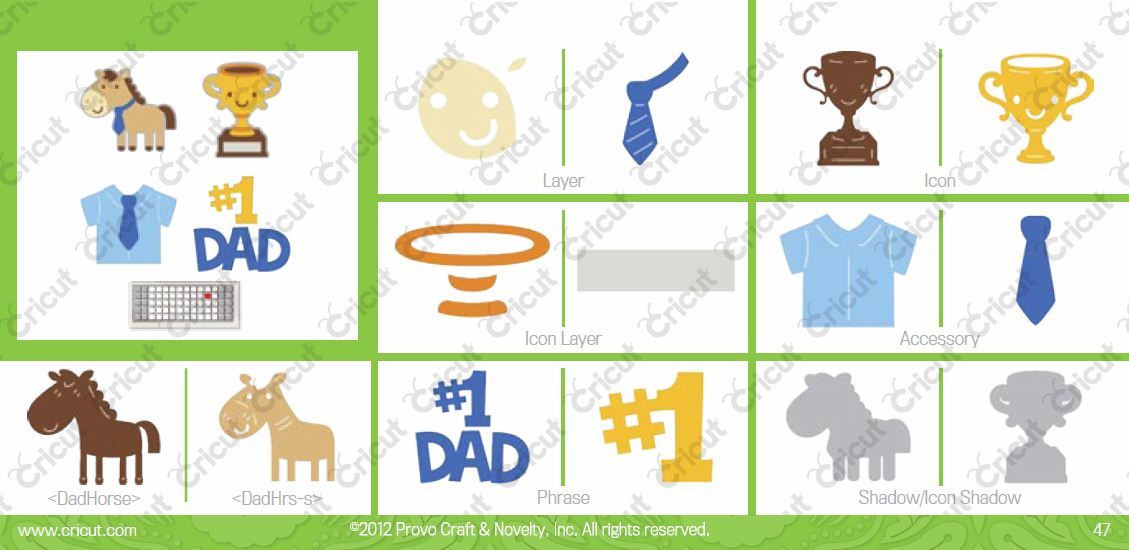 #1
DAD
Layer
Icon
Icon Layer
Accessory
<DadHorse>
<DadHrs-s>
#1
DAD
#1
Phrase
Shadow/Icon Shadow
www.cricut.com
©2012 Provo Craft & Novelty, Inc. All rights reserved.
47
Cricut